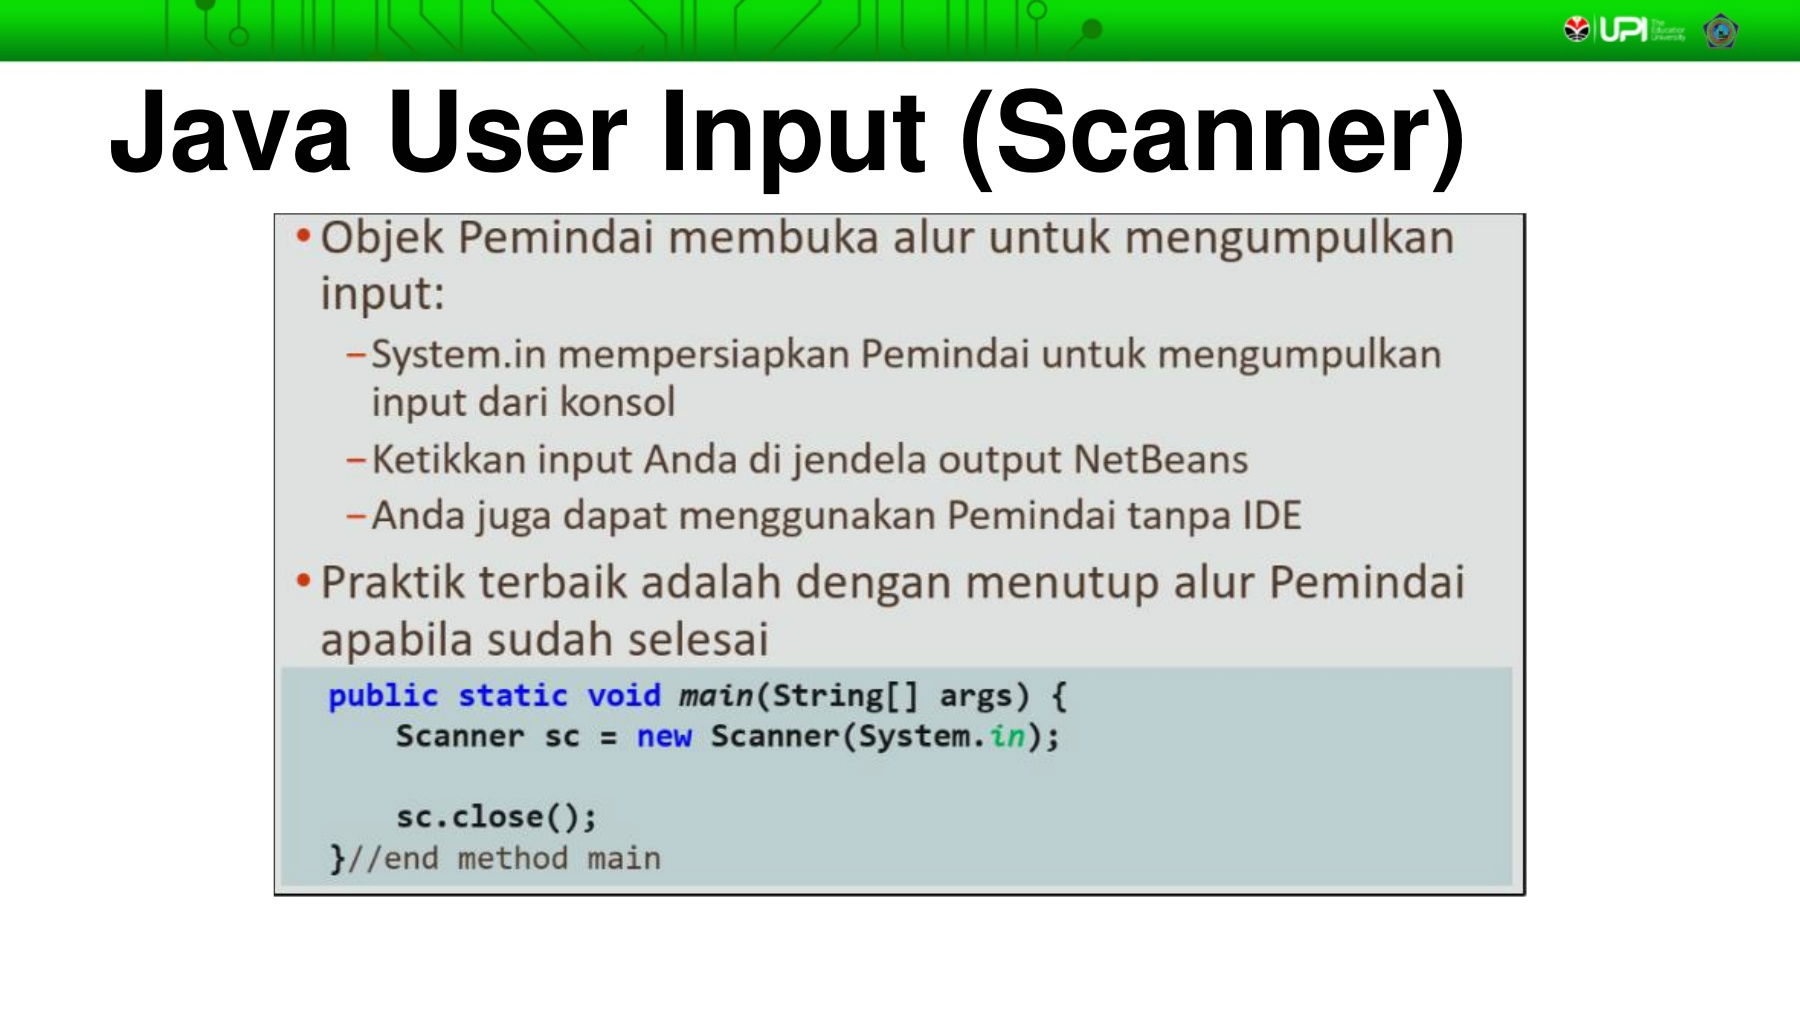 UPI The Education University
Java User Input (Scanner)
• Objek Pemindai membuka alur untuk mengumpulkan
input:
– System.in mempersiapkan Pemindai untuk mengumpulkan
input dari konsol
– Ketikkan input Anda di jendela output NetBeans
– Anda juga dapat menggunakan Pemindai tanpa IDE
• Praktik terbaik adalah dengan menutup alur Pemindai
apabila sudah selesai
public static void main(String[] args) {
    Scanner sc = new Scanner(System.in);
    sc.close();
}//end method main